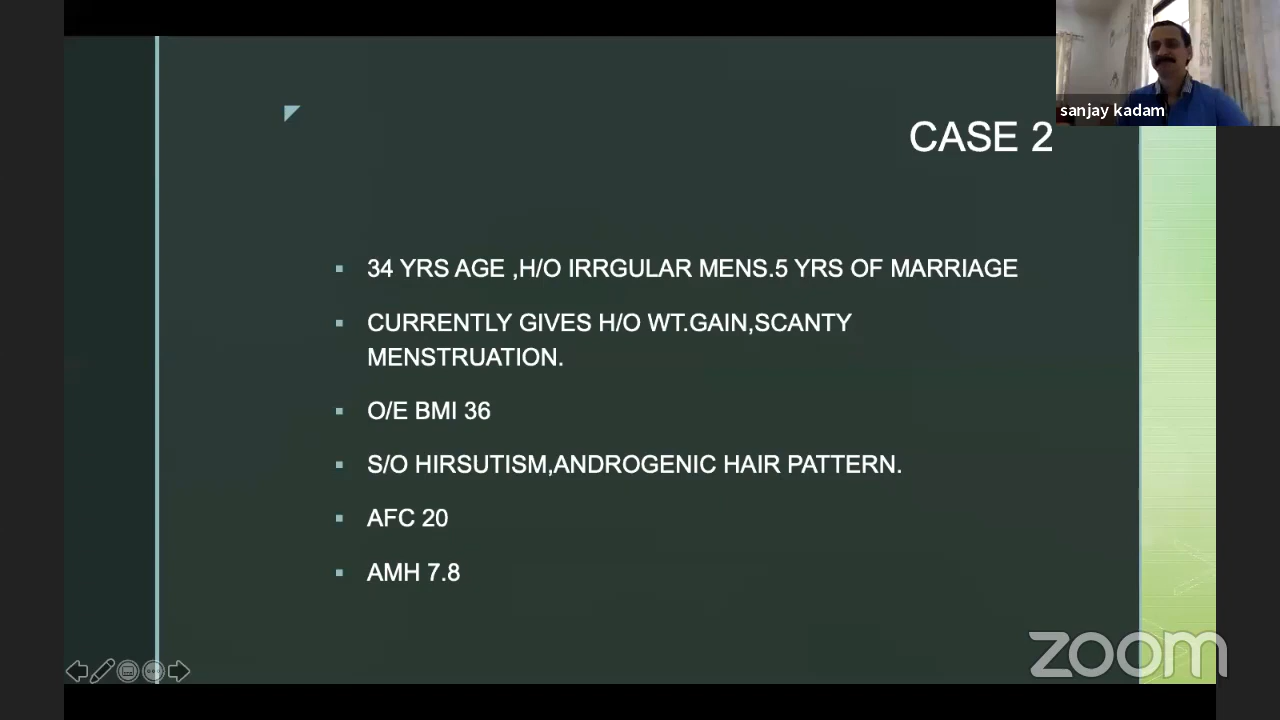 sanjay kadam
CASE 2
34 YRS AGE ,H/O IRRGULAR MENS.5 YRS OF MARRIAGE
CURRENTLY GIVES H/O WT.GAIN,SCANTY
MENSTRUATION.
O/E BMI 36
S/O HIRSUTISM,ANDROGENIC HAIR PATTERN.
AFC 20
AMH 7.8
zoom